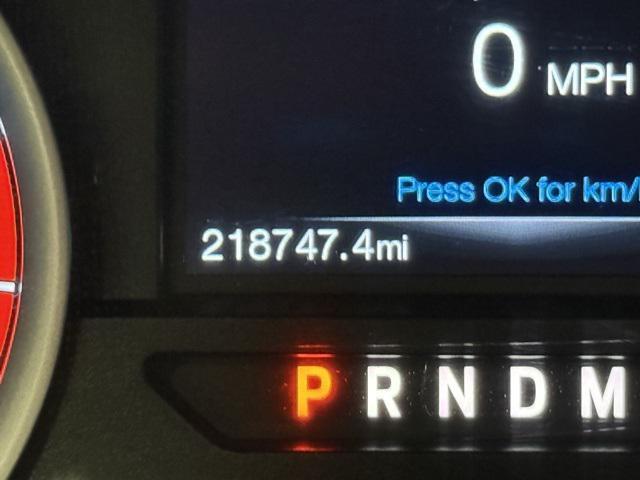 0 MPH
Press OK for km/
218747.4mi
P R N D M